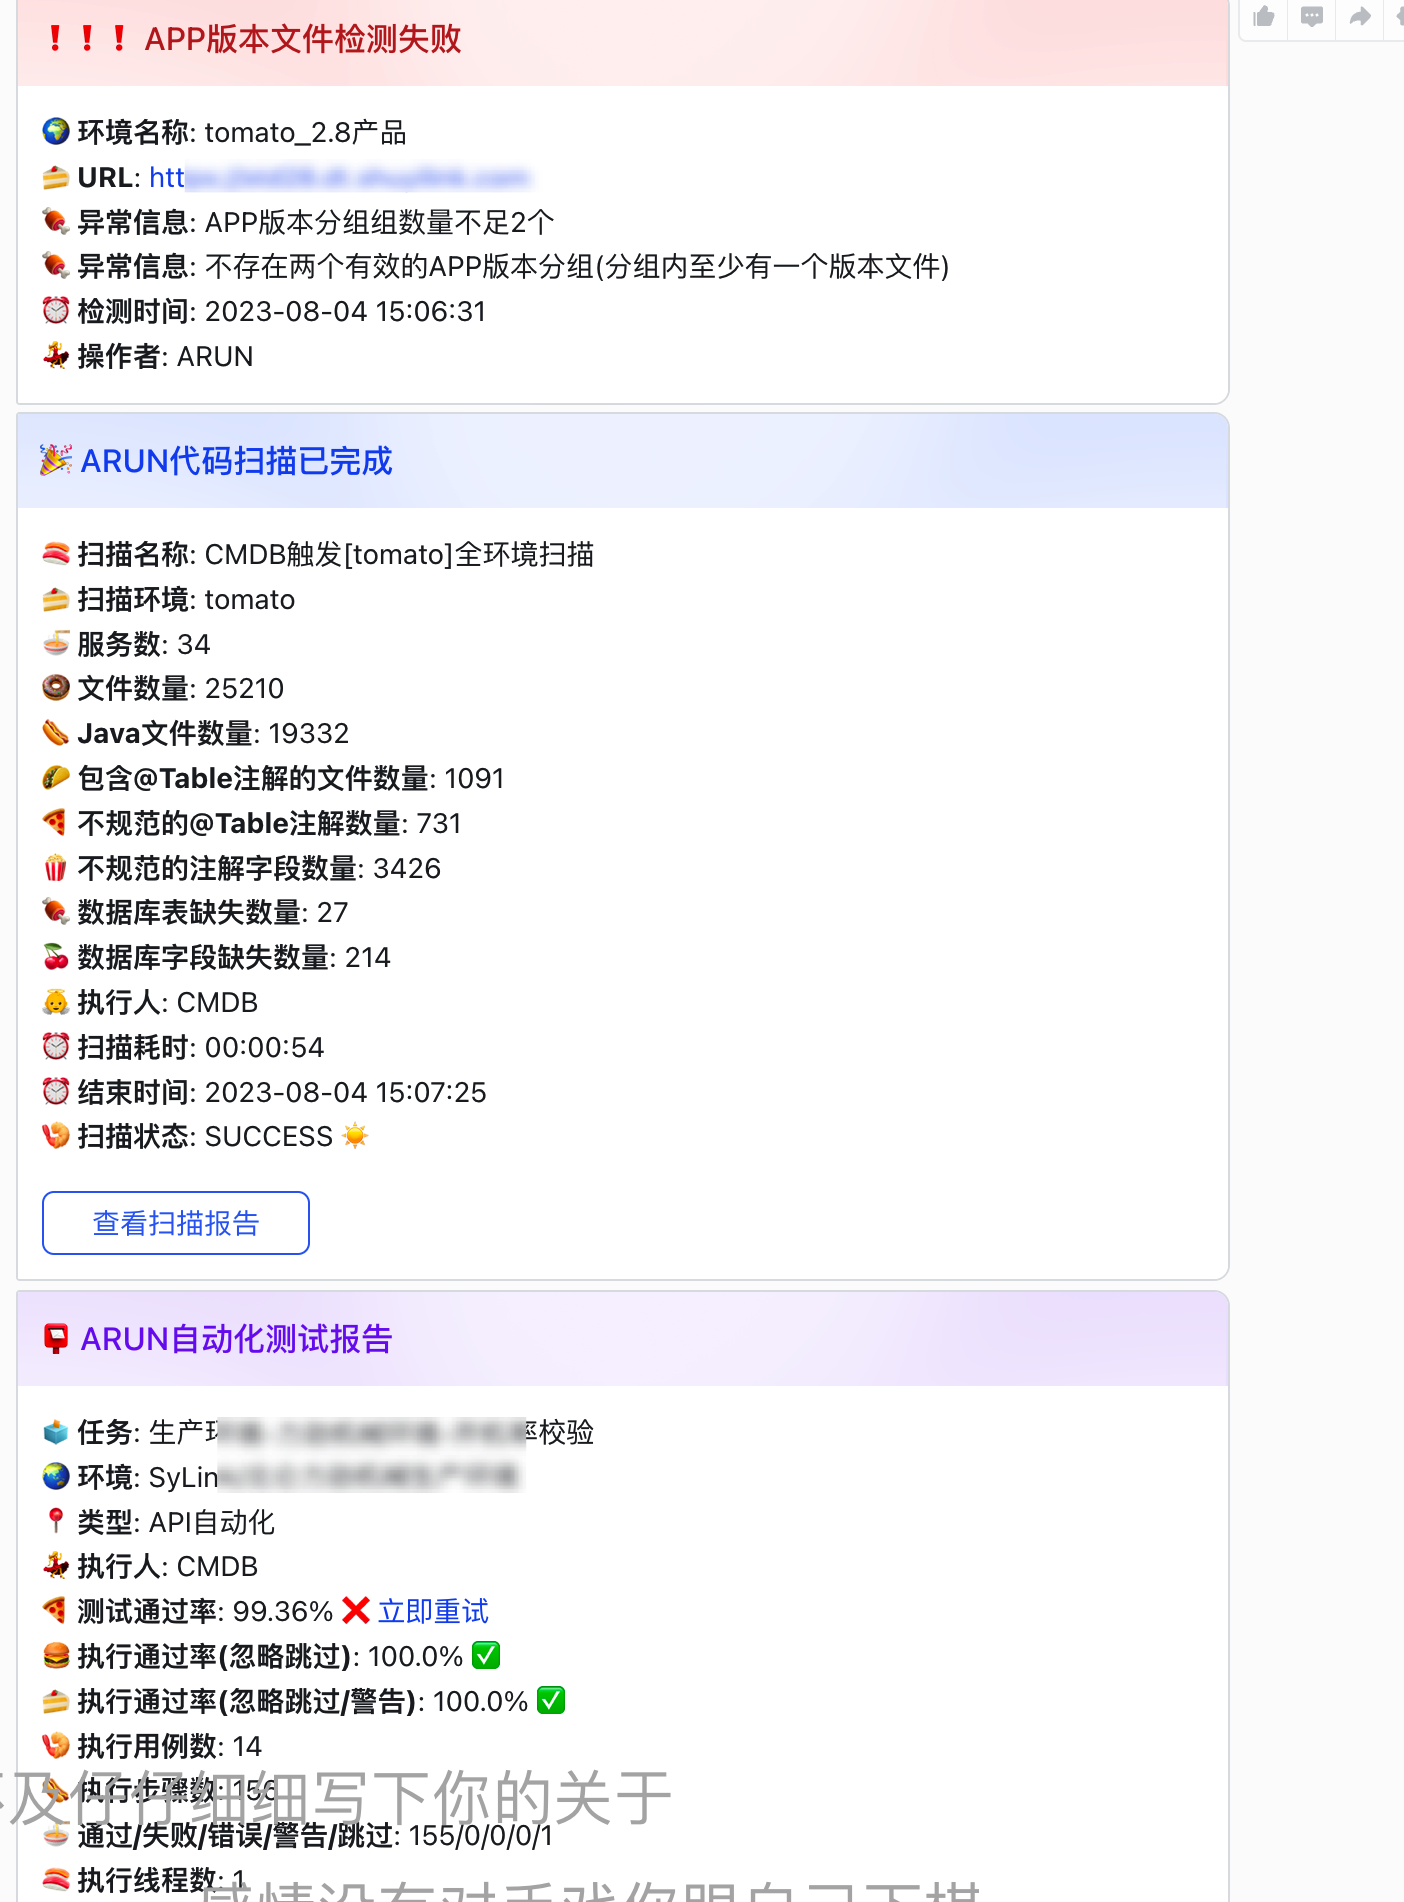 ❗❗❗ APP版本文件检测失败
🌍 环境名称: tomato_2.8产品
🍰 URL: htt
🍖 异常信息: APP版本分组组数量不足2个
🍖 异常信息: 不存在两个有效的APP版本分组(分组内至少有一个版本文件)
⏰ 检测时间: 2023-08-04 15:06:31
💃 操作者: ARUN
🎉 ARUN代码扫描已完成
🍣 扫描名称: CMDB触发[tomato]全环境扫描
🍰 扫描环境: tomato
🍜 服务数: 34
🍩 文件数量: 25210
🌭 Java文件数量: 19332
🌮 包含@Table注解的文件数量: 1091
🍕 不规范的@Table注解数量: 731
🍿 不规范的注解字段数量: 3426
🍖 数据库表缺失数量: 27
🍒 数据库字段缺失数量: 214
👼 执行人: CMDB
⏰ 扫描耗时: 00:00:54
⏰ 结束时间: 2023-08-04 15:07:25
🍤 扫描状态: SUCCESS ☀️
查看扫描报告
📮 ARUN自动化测试报告
🗳 任务: 生产 校验
🌏 环境: SyLin
📍 类型: API自动化
💃 执行人: CMDB
🍕 测试通过率: 99.36% ❌ 立即重试
🍔 执行通过率(忽略跳过): 100.0% ✅
🍰 执行通过率(忽略跳过/警告): 100.0% ✅
🍤 执行用例数: 14
🌭 执行步骤数: 156
及仔仔细细写下你的关于
🍜 通过/失败/错误/警告/跳过: 155/0/0/0/1
🍣 执行线程数: 1
感情没有对手戏你跟自己下棋